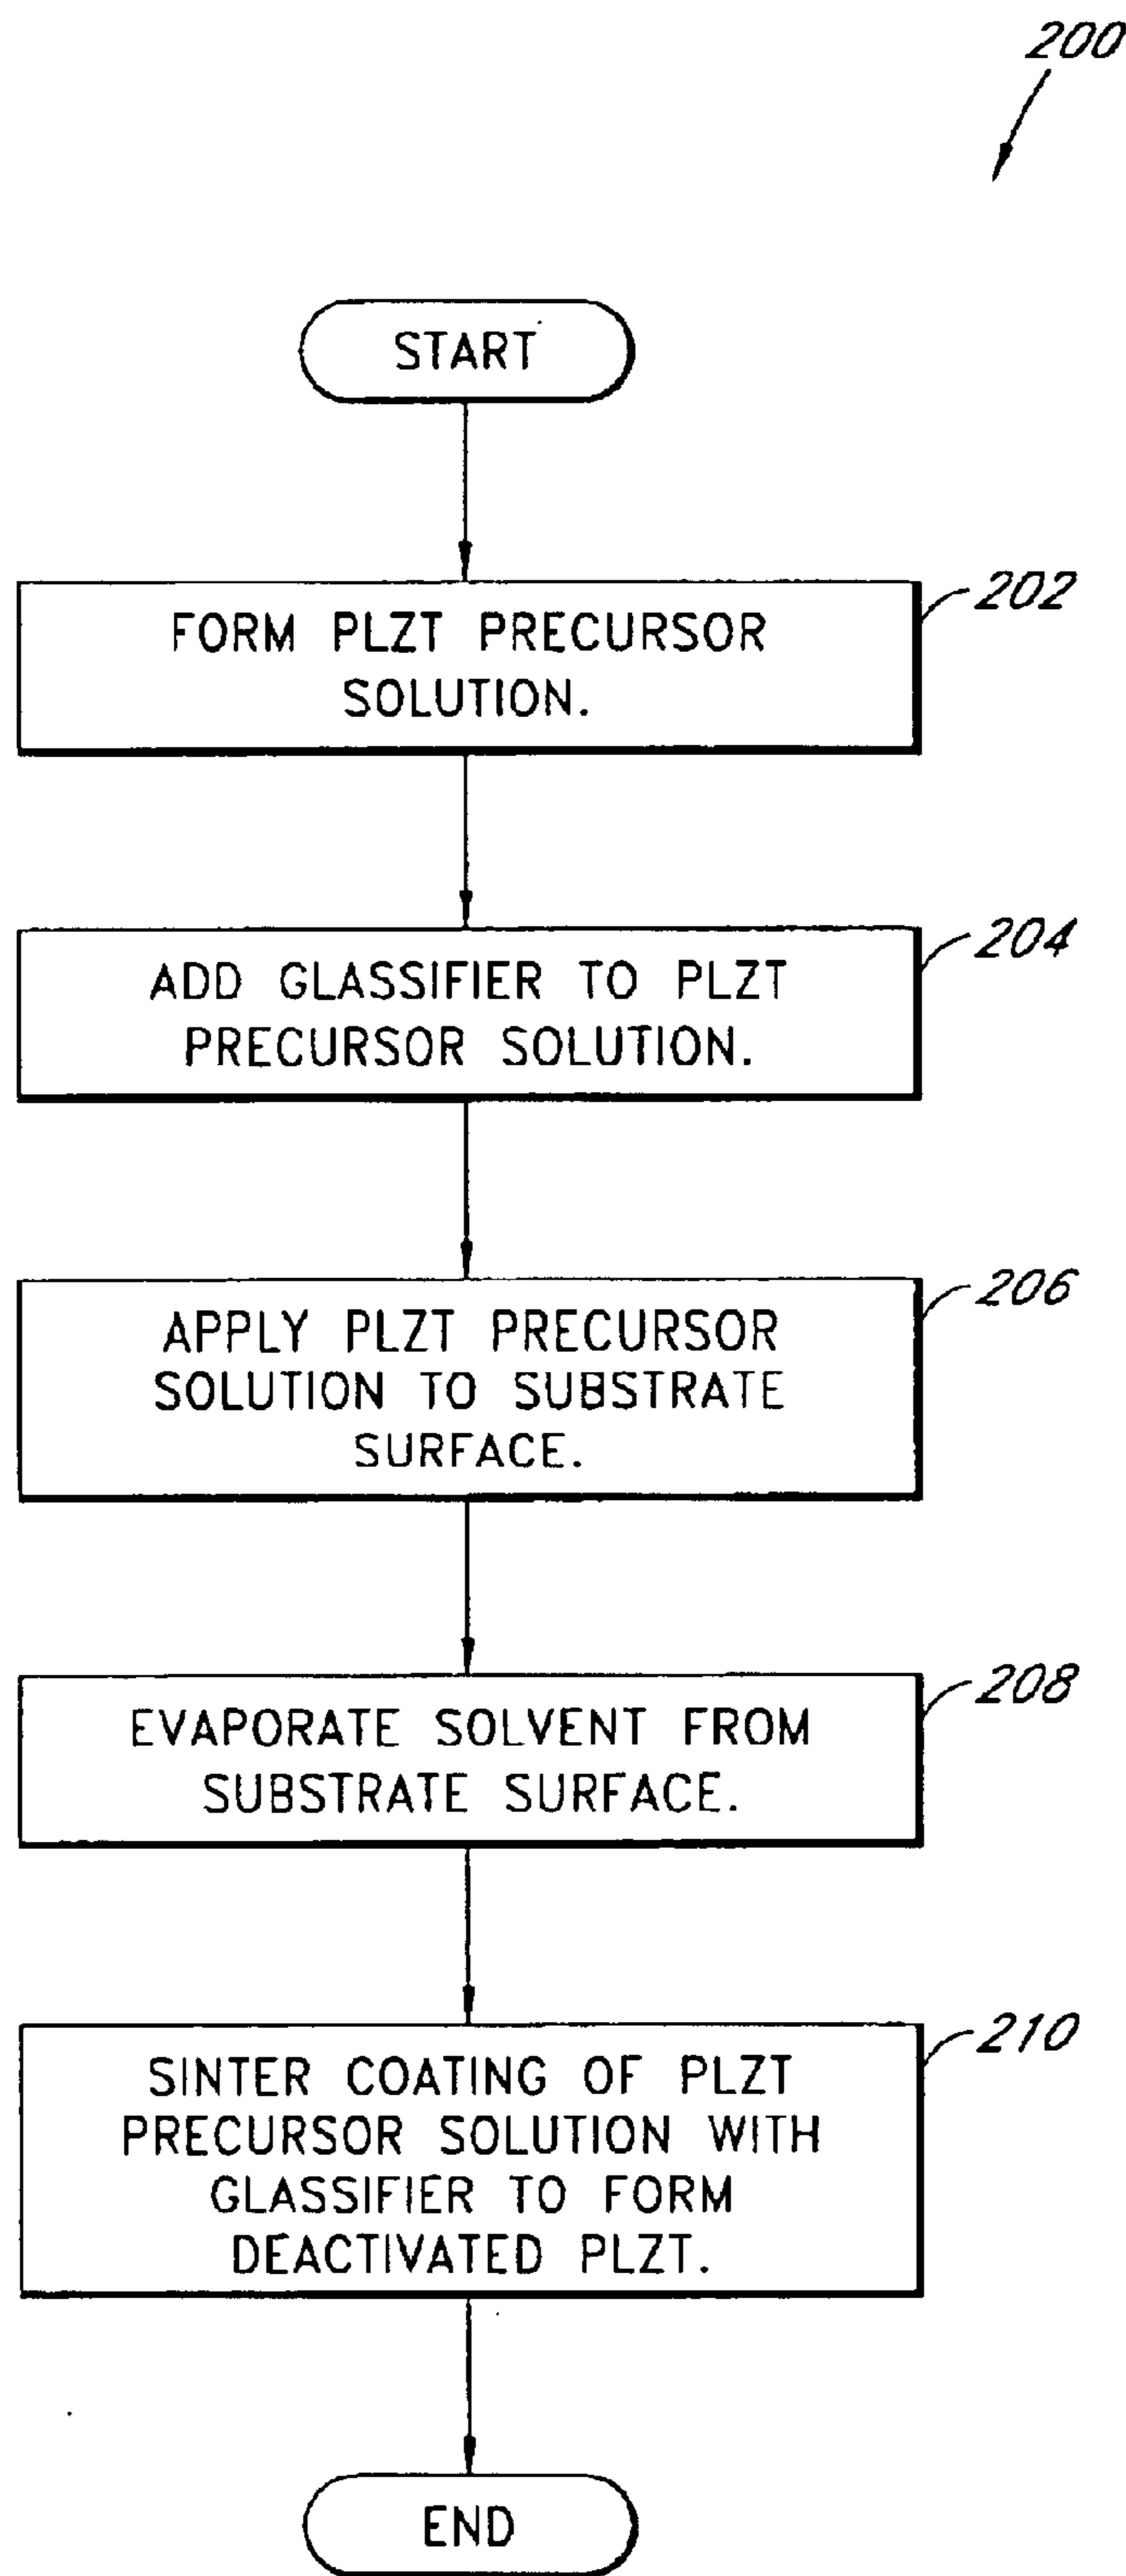 200
START
FORM PLZT PRECURSOR
SOLUTION.
202
ADD GLASSIFIER TO PLZT
PRECURSOR SOLUTION.
204
APPLY PLZT PRECURSOR
SOLUTION TO SUBSTRATE
SURFACE.
206
EVAPORATE SOLVENT FROM
SUBSTRATE SURFACE.
208
SINTER COATING OF PLZT
PRECURSOR SOLUTION WITH
GLASSIFIER TO FORM
DEACTIVATED PLZT.
210
END